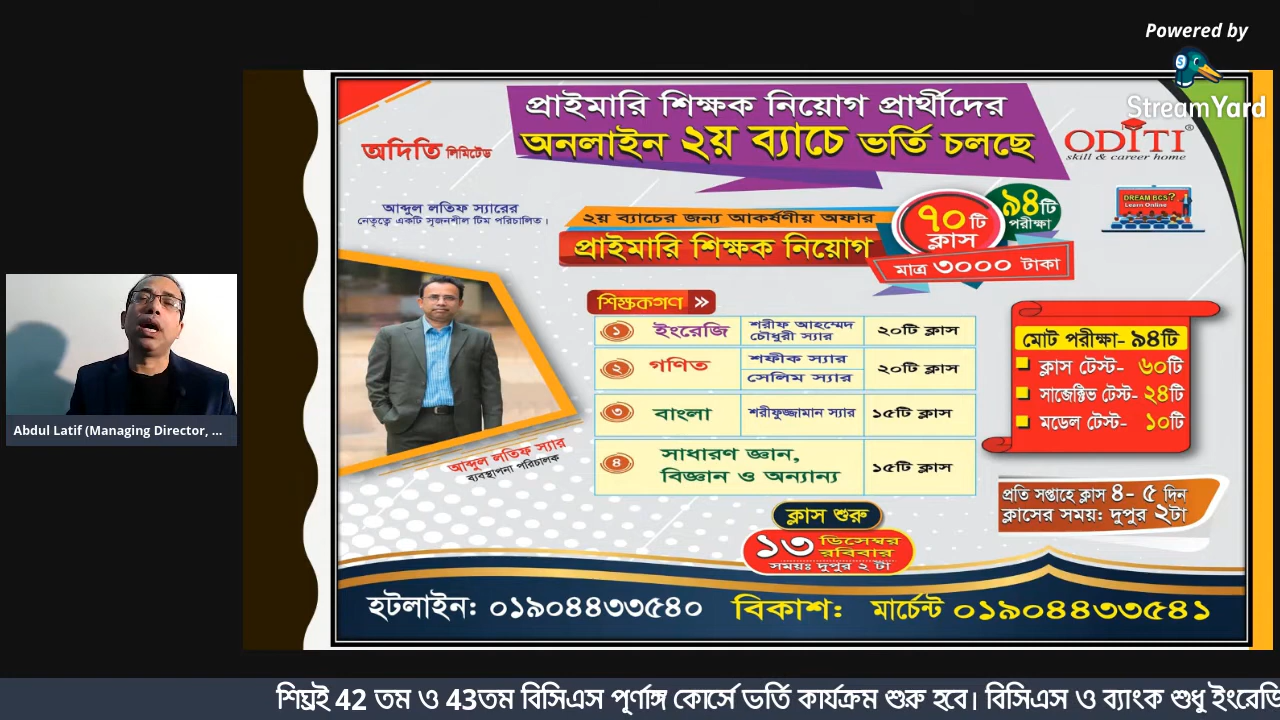 Powered by
StreamYard
প্রাইমারি শিক্ষক নিয়োগ প্রার্থীদের
অনলাইন ২য় ব্যাচে ভর্তি চলছে
অদিতি লিমিটেড
ODITI®
skill & career home
আব্দুল লতিফ স্যারের
নেতৃত্বে একটি সৃজনশীল টিম পরিচালিত।
২য় ব্যাচের জন্য আকর্ষণীয় অফার
প্রাইমারি শিক্ষক নিয়োগ
৭০টি
ক্লাস
৯৪টি
পরীক্ষা
মাত্র ৩০০০ টাকা
DREAM BCS?
Learn Online
শিক্ষকগণ »
১ ইংরেজি শরীফ আহম্মেদ চৌধুরী স্যার ২০টি ক্লাস
২ গণিত শফীক স্যার সেলিম স্যার ২০টি ক্লাস
৩ বাংলা শরীফুজ্জামান স্যার ১৫টি ক্লাস
৪ সাধারণ জ্ঞান, বিজ্ঞান ও অন্যান্য ১৫টি ক্লাস
মোট পরীক্ষা- ৯৪টি
ক্লাস টেস্ট- ৬০টি
সাজেক্টিভ টেস্ট- ২৪টি
মডেল টেস্ট- ১০টি
আব্দুল লতিফ স্যার
ব্যবস্থাপনা পরিচালক
প্রতি সপ্তাহে ক্লাস ৪- ৫ দিন
ক্লাসের সময়: দুপুর ২টা
ক্লাস শুরু
১৩ ডিসেম্বর
রবিবার
সময়ঃ দুপুর ২ টা
হটলাইন: ০১৯০৪৪৩৩৫৪০ বিকাশ: মার্চেন্ট ০১৯০৪৪৩৩৫৪১
Abdul Latif (Managing Director, ...
শিঘ্রই 42 তম ও 43তম বিসিএস পূর্ণাঙ্গ কোর্সে ভর্তি কার্যক্রম শুরু হবে। বিসিএস ও ব্যাংক শুধু ইংরেজি